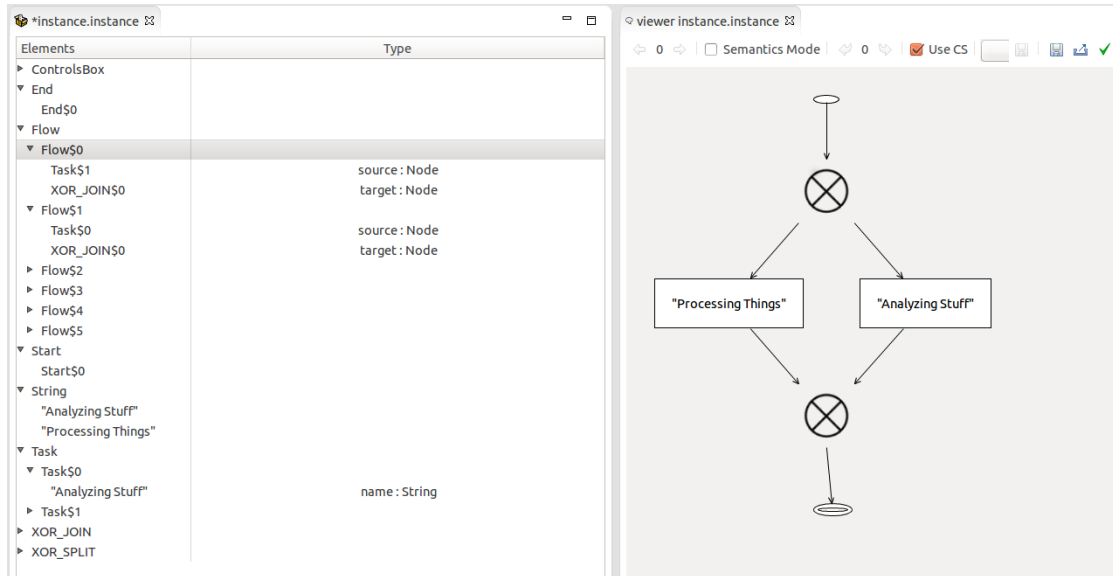 *instance.instance
Elements Type
ControlsBox
End
End$0
Flow
Flow$0
Task$1 source : Node
XOR_JOIN$0 target : Node
Flow$1
Task$0 source : Node
XOR_JOIN$0 target : Node
Flow$2
Flow$3
Flow$4
Flow$5
Start
Start$0
String
"Analyzing Stuff"
"Processing Things"
Task
Task$0
"Analyzing Stuff" name : String
Task$1
XOR_JOIN
XOR_SPLIT
viewer instance.instance
0 Semantics Mode 0 Use CS
"Processing Things" "Analyzing Stuff"